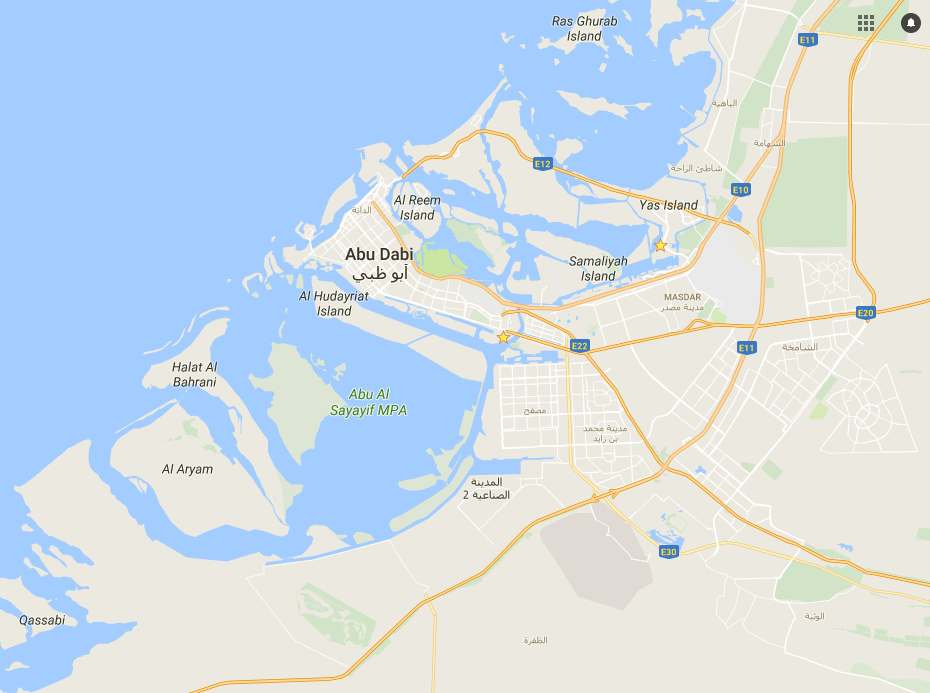 Ras Ghurab
Island
E11
الباهية
الشهامة
E12
شاطئ الراحة
E10
Al Reem
Island
Yas Island
الدانة
Abu Dabi
أبو ظبي
Samaliyah
Island
Al Hudayriat
Island
MASDAR
مدينة مصدر
E20
E22
E11
الشامخة
Halat Al
Bahrani
Abu Al
Sayayif MPA
مصفح
مدينة محمد
بن زايد
Al Aryam
المدينة
الصناعية 2
E30
Qassabi
الوثبة
الظفرة